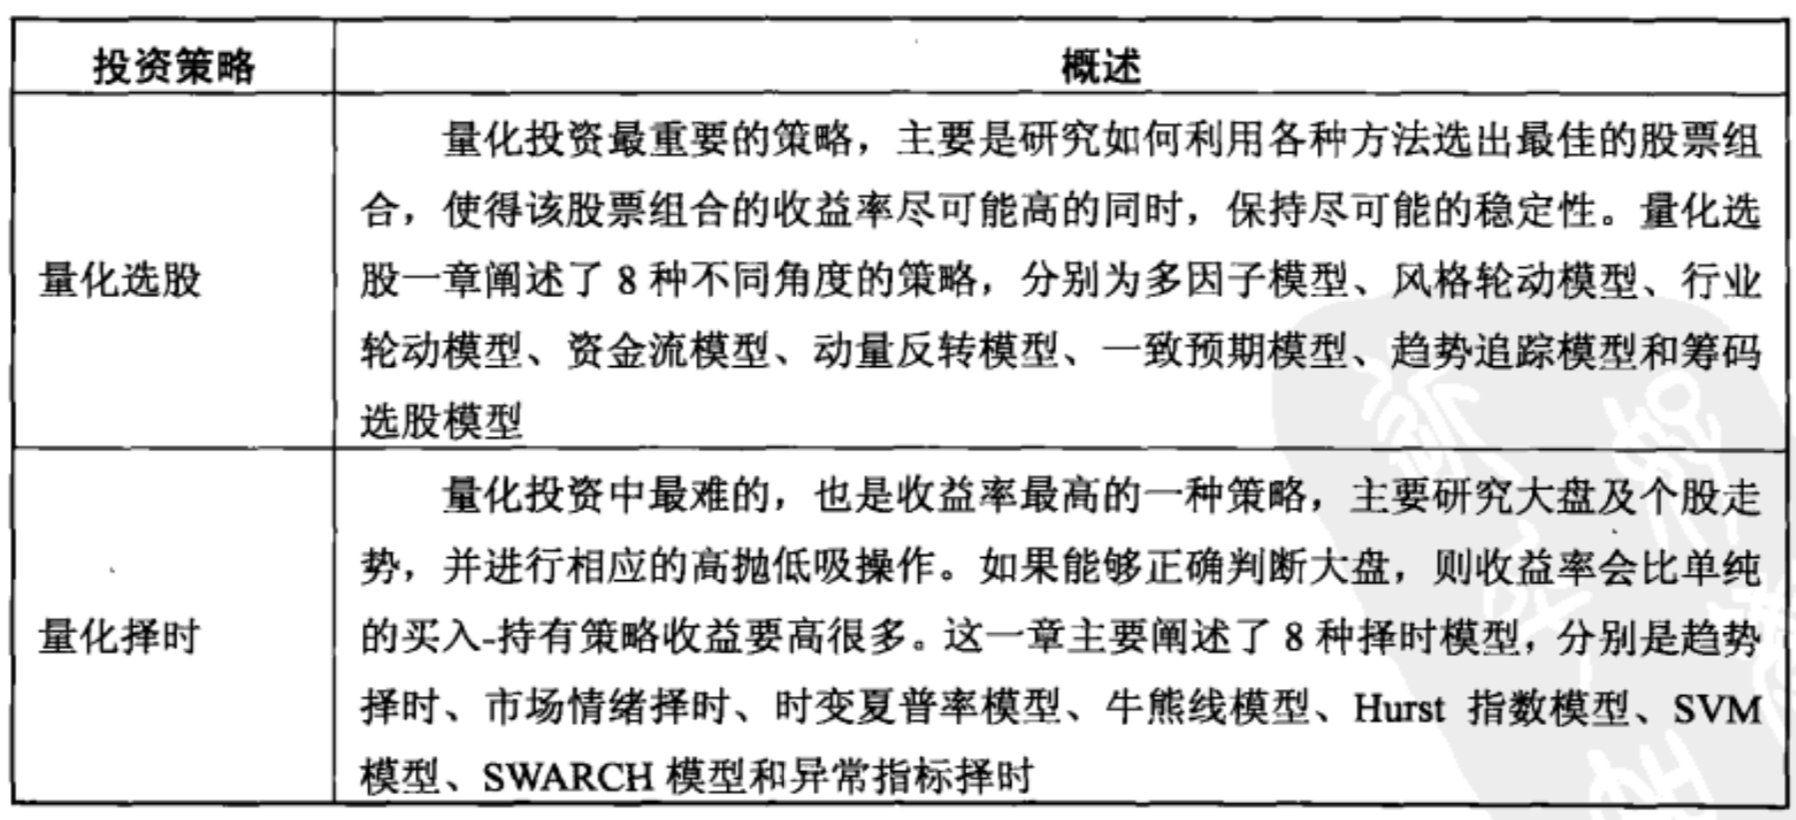 投资策略
概述
量化选股
量化投资最重要的策略，主要是研究如何利用各种方法选出最佳的股票组
合，使得该股票组合的收益率尽可能高的同时，保持尽可能的稳定性。量化选
股一章阐述了 8 种不同角度的策略，分别为多因子模型、风格轮动模型、行业
轮动模型、资金流模型、动量反转模型、一致预期模型、趋势追踪模型和筹码
选股模型
量化择时
量化投资中最难的，也是收益率最高的一种策略，主要研究大盘及个股走
势，并进行相应的高抛低吸操作。如果能够正确判断大盘，则收益率会比单纯
的买入-持有策略收益要高很多。这一章主要阐述了 8 种择时模型，分别是趋势
择时、市场情绪择时、时变夏普率模型、牛熊线模型、Hurst 指数模型、SVM
模型、SWARCH 模型和异常指标择时